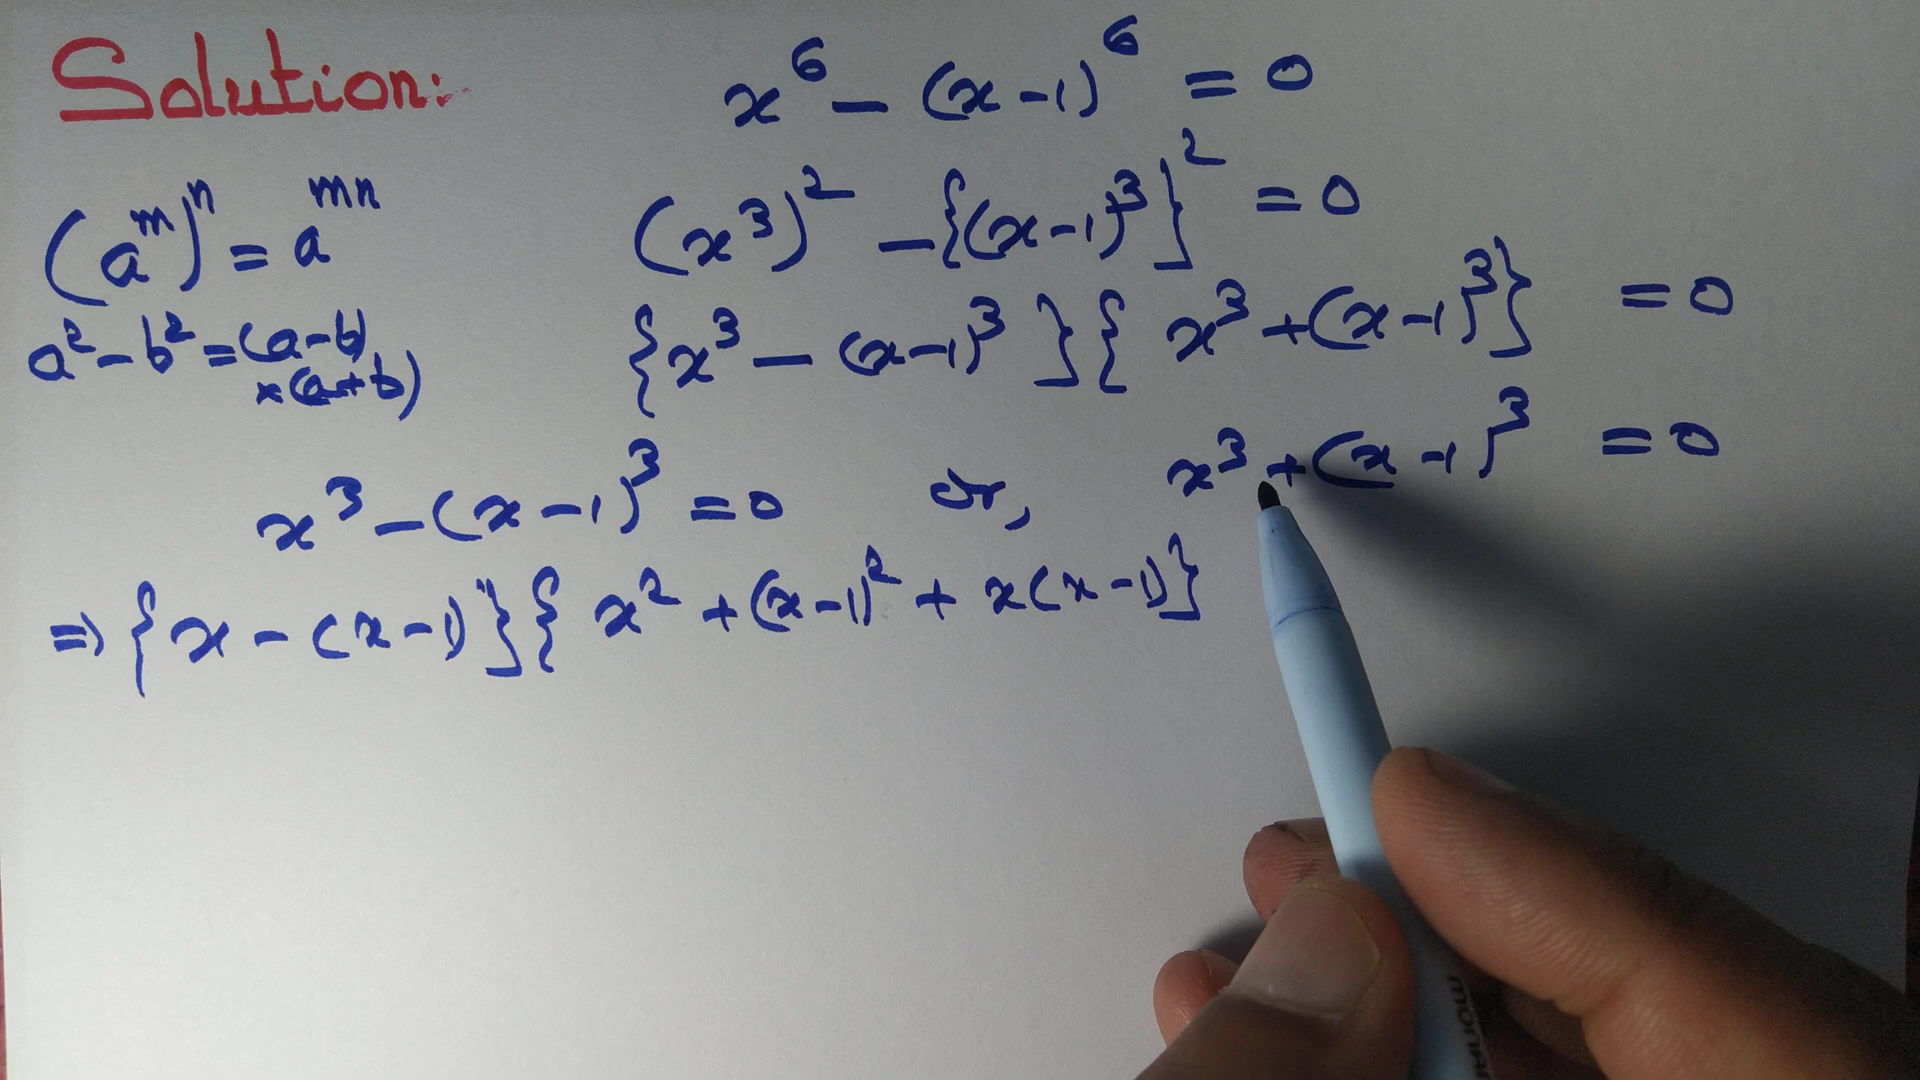 Solution:
x⁶ − (x−1)⁶ = 0
(aᵐ)ⁿ = aᵐⁿ
(x³)² − {(x−1)³}² = 0
a² − b² = (a−b)
×(a+b)
{x³ − (x−1)³}{x³ + (x−1)³} = 0
x³ − (x−1)³ = 0 or, x³ + (x−1)³ = 0
⇒ {x − (x−1)}{x² + (x−1)² + x(x−1)}